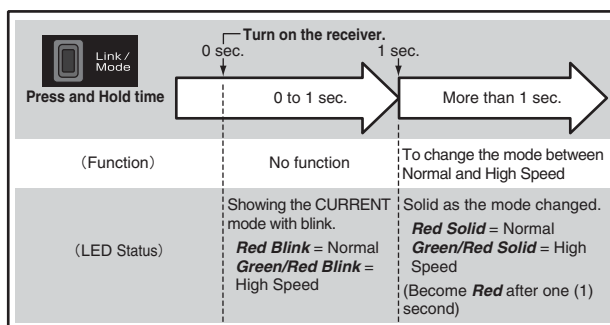 Turn on the receiver.
0 sec.
1 sec.
Link/
Mode
Press and Hold time
0 to 1 sec.
More than 1 sec.
(Function)
No function
To change the mode between
Normal and High Speed
(LED Status)
Showing the CURRENT
mode with blink.
Red Blink = Normal
Green/Red Blink =
High Speed
Solid as the mode changed.
Red Solid = Normal
Green/Red Solid = High
Speed
(Become Red after one (1)
second)